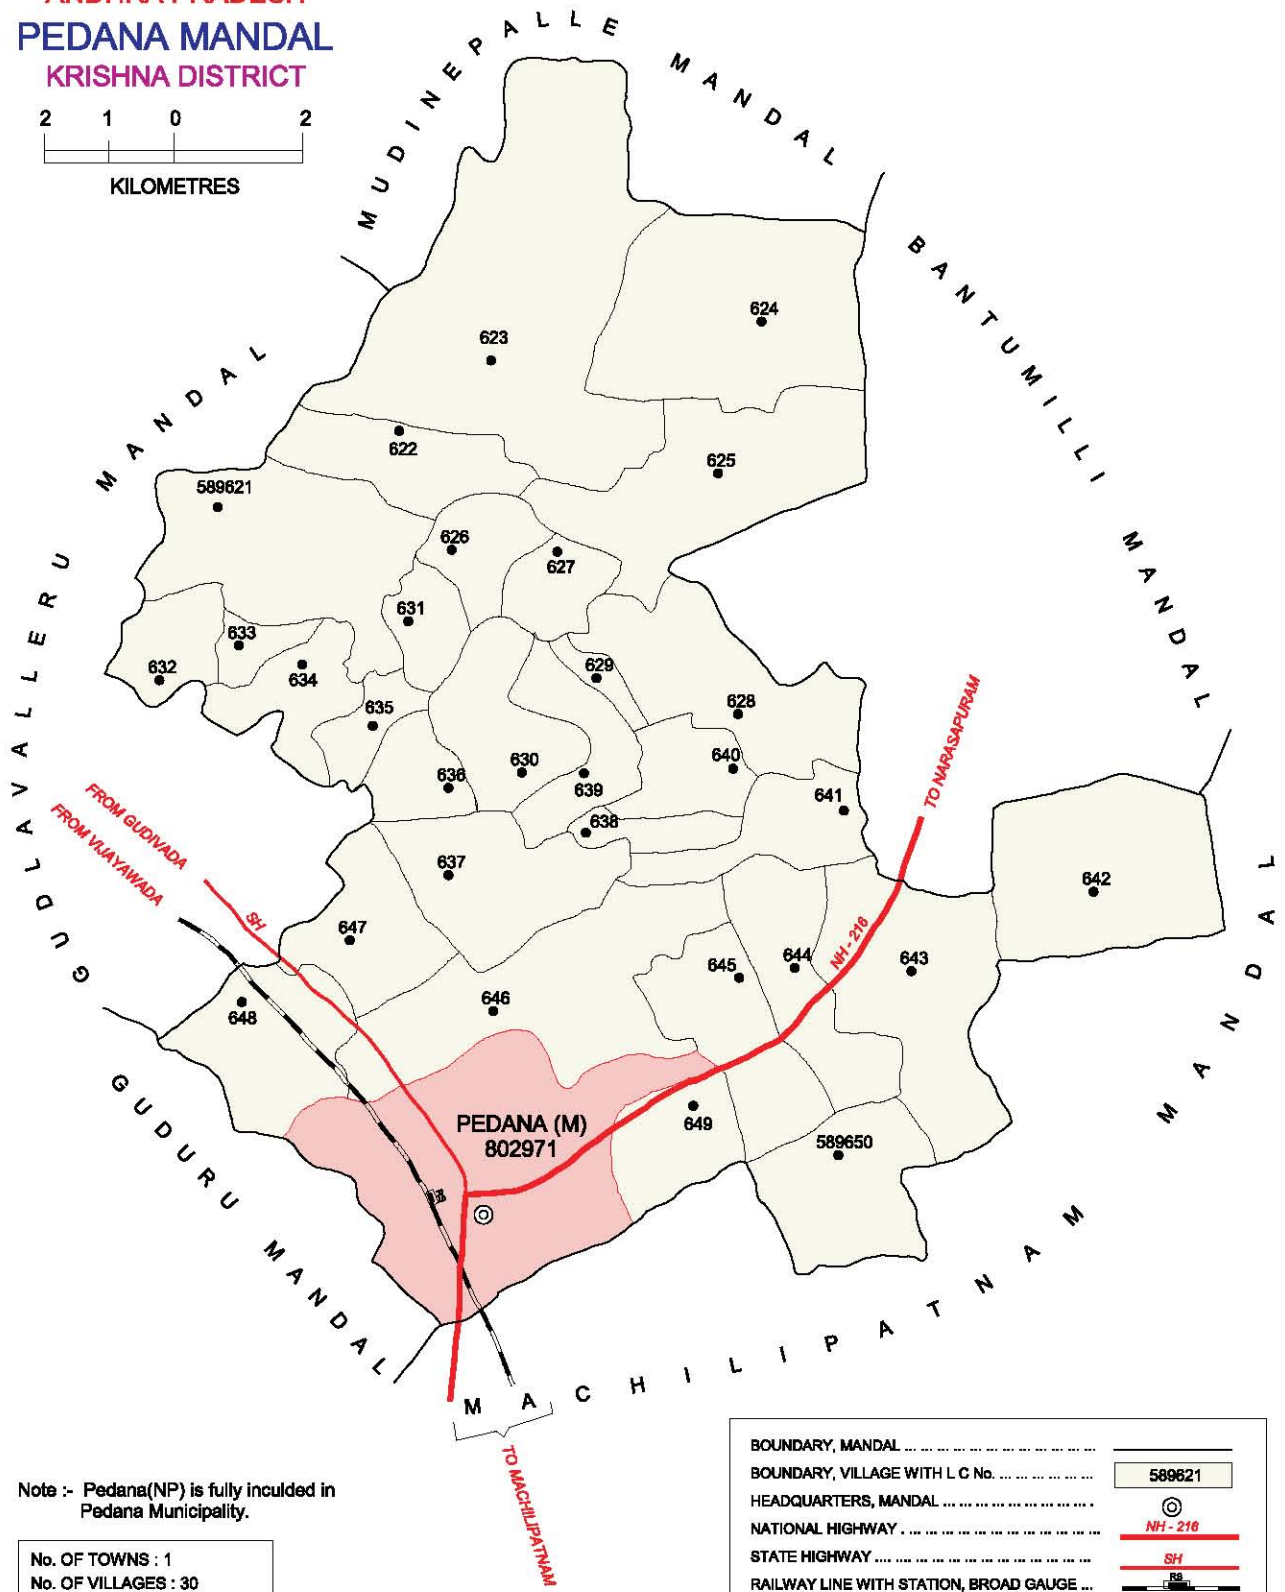 ANDHRA PRADESH
PEDANA MANDAL
KRISHNA DISTRICT
2 1 0 2
KILOMETRES
MUDINEPALLE MANDAL
BANTUMILLI MANDAL
GUDLAVALLERU MANDAL
GUDURU MANDAL
MACHILIPATNAM MANDAL
624
623
622
625
589621
626
627
631
633
632
634
629
635
628
630
640
636
639
641
638
637
642
647
645
644
643
646
648
649
589650
PEDANA (M)
802971
FROM GUDIVADA
FROM VIJAYAWADA
SH
NH - 216
TO NARASAPURAM
TO MACHILIPATNAM
Note :- Pedana(NP) is fully inculded in
Pedana Municipality.
No. OF TOWNS : 1
No. OF VILLAGES : 30
BOUNDARY, MANDAL
BOUNDARY, VILLAGE WITH L C No. 589621
HEADQUARTERS, MANDAL
NATIONAL HIGHWAY NH - 216
STATE HIGHWAY SH
RAILWAY LINE WITH STATION, BROAD GAUGE RS